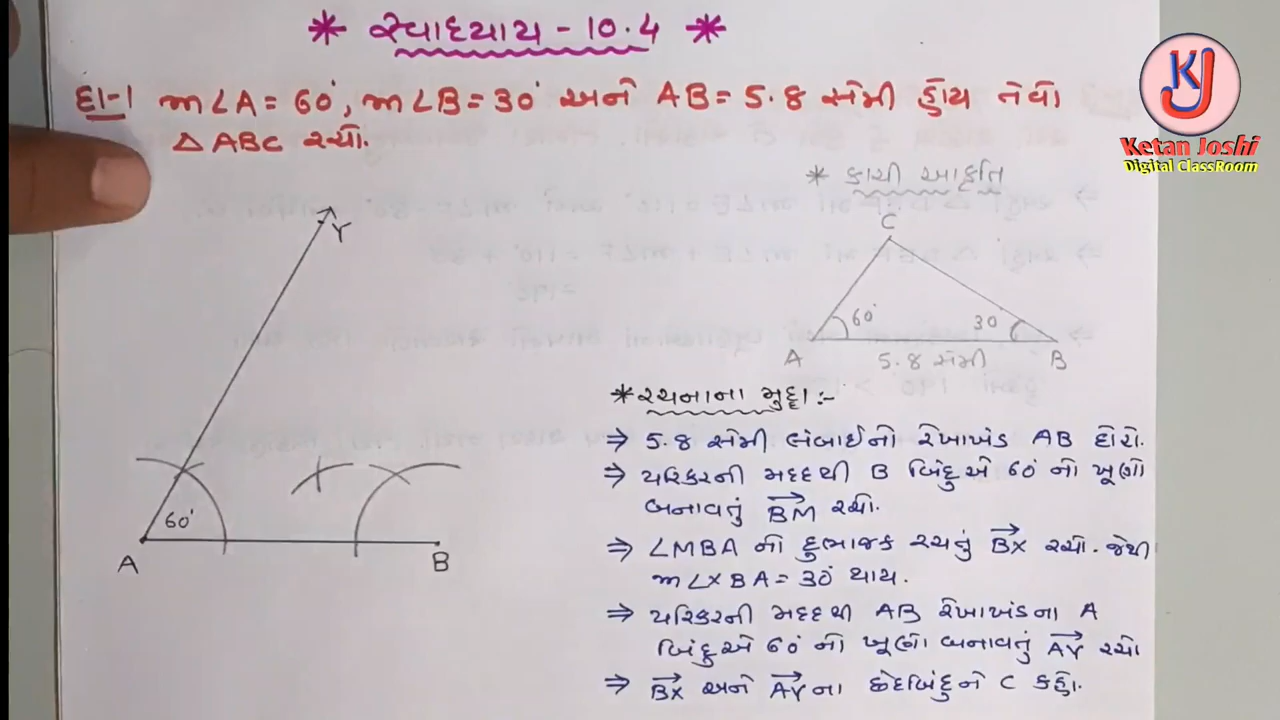 * સ્વાધ્યાય - 10.4 *
દા-1 m∠A = 60°, m∠B = 30° અને AB = 5.8 સેમી હોય તેવો
△ ABC રચો.
* કાચી આકૃતિ
C
60°
30
A
5.8 સેમી
B
Y
60°
A
B
* રચનાના મુદ્દા :-
⇒ 5.8 સેમી લંબાઈનો રેખાખંડ AB દોરો.
⇒ પરિકરની મદદથી B બિંદુએ 60° નો ખૂણો
બનાવતું BM રચો.
⇒ ∠MBA નો દુભાજક રચતું BX રચો. જેથી
m∠XBA = 30° થાય.
⇒ પરિકરની મદદથી AB રેખાખંડના A
બિંદુએ 60° નો ખૂણો બનાવતું AY રચો
⇒ BX અને AY ના છેદબિંદુને C કહો.
KJ
Ketan Joshi
Digital ClassRoom